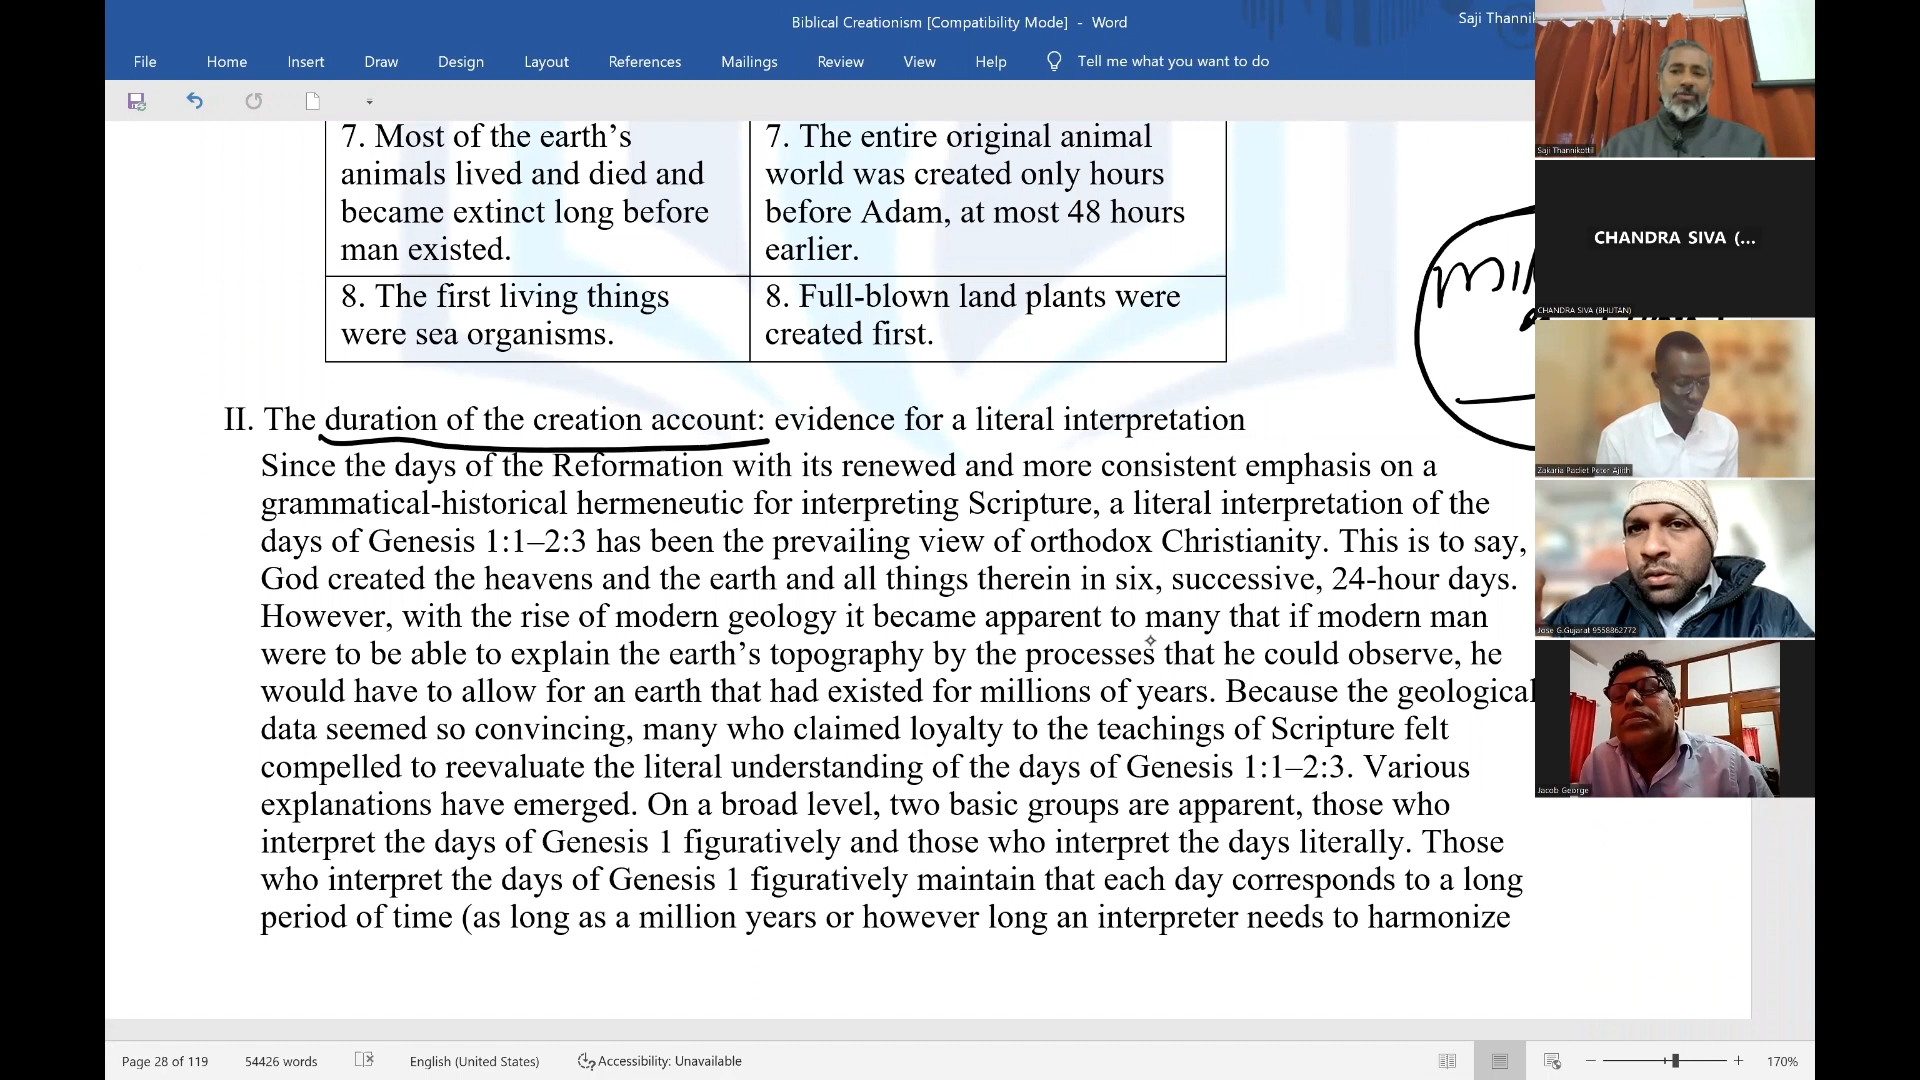 Biblical Creationism [Compatibility Mode] - Word
Saji Thannik
File Home Insert Draw Design Layout References Mailings Review View Help Tell me what you want to do
7. Most of the earth's
animals lived and died and
became extinct long before
man existed.
7. The entire original animal
world was created only hours
before Adam, at most 48 hours
earlier.
8. The first living things
were sea organisms.
8. Full-blown land plants were
created first.
II. The duration of the creation account: evidence for a literal interpretation
Since the days of the Reformation with its renewed and more consistent emphasis on a
grammatical-historical hermeneutic for interpreting Scripture, a literal interpretation of the
days of Genesis 1:1–2:3 has been the prevailing view of orthodox Christianity. This is to say,
God created the heavens and the earth and all things therein in six, successive, 24-hour days.
However, with the rise of modern geology it became apparent to many that if modern man
were to be able to explain the earth's topography by the processes that he could observe, he
would have to allow for an earth that had existed for millions of years. Because the geological
data seemed so convincing, many who claimed loyalty to the teachings of Scripture felt
compelled to reevaluate the literal understanding of the days of Genesis 1:1–2:3. Various
explanations have emerged. On a broad level, two basic groups are apparent, those who
interpret the days of Genesis 1 figuratively and those who interpret the days literally. Those
who interpret the days of Genesis 1 figuratively maintain that each day corresponds to a long
period of time (as long as a million years or however long an interpreter needs to harmonize
Saji Thannikottil
CHANDRA SIVA (...
CHANDRA SIVA (BHUTAN)
Zakaria Padiet Peter Ajith
Jose G.Gujarat 9558862772
Jacob George
Page 28 of 119 54426 words English (United States) Accessibility: Unavailable 170%